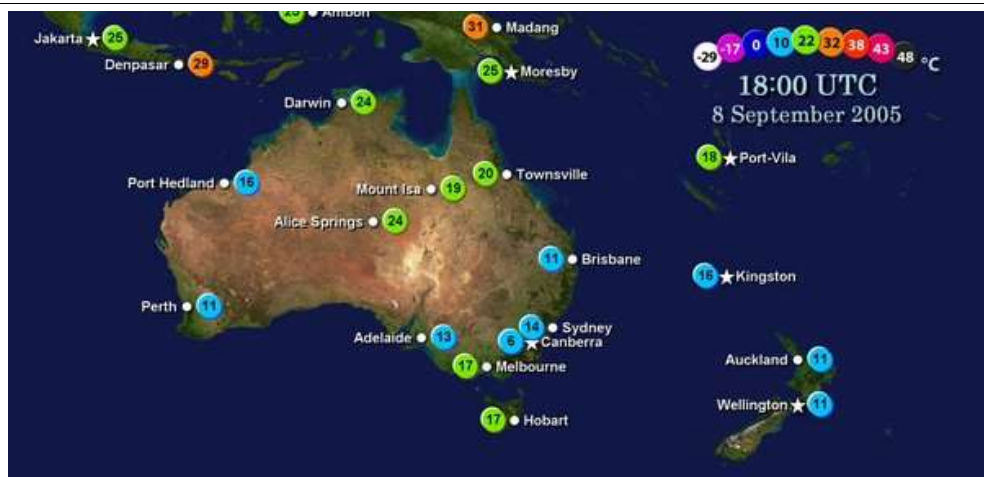 25 Ambon
Jakarta 25
31 Madang
-29 -17 0 10 22 32 38 43 48 °C
Denpasar 29
25 Moresby
18:00 UTC
8 September 2005
Darwin 24
18 Port-Vila
Port Hedland 16
20 Townsville
Mount Isa 19
Alice Springs 24
11 Brisbane
16 Kingston
Perth 11
14 Sydney
Adelaide 13
6 Canberra
Auckland 11
17 Melbourne
Wellington 11
17 Hobart